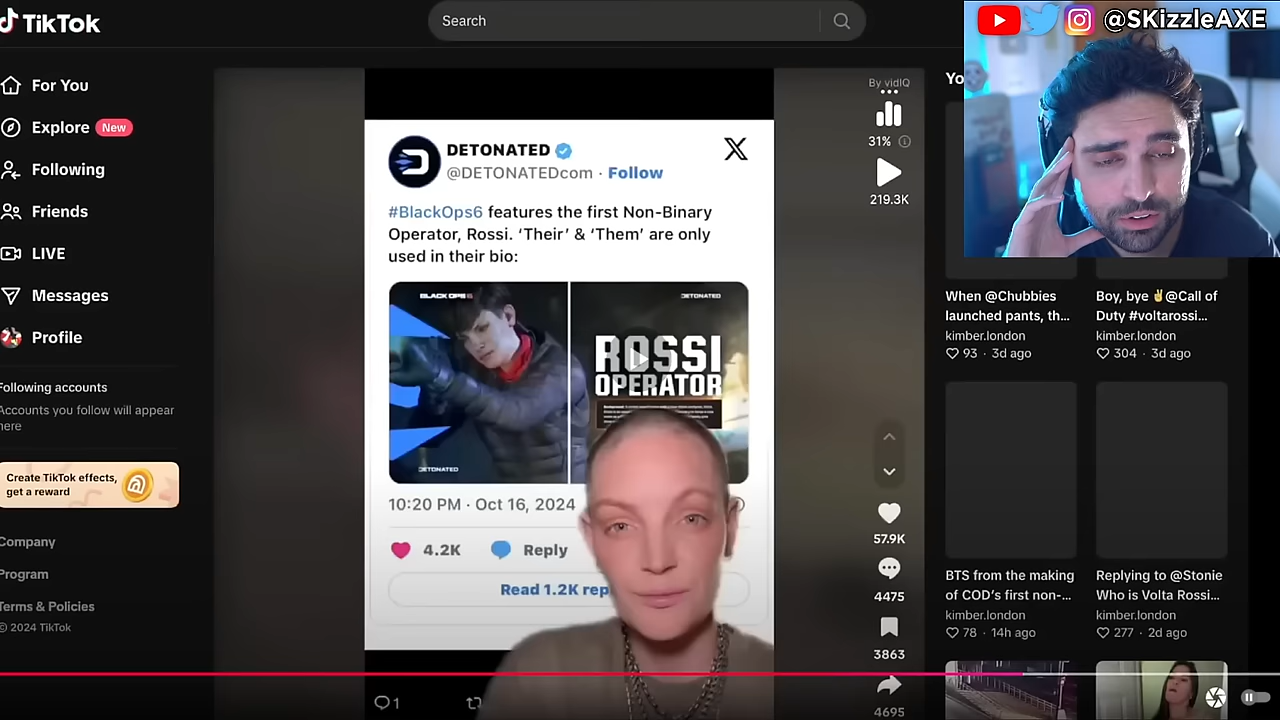 TikTok
Search
@SKizzleAXE
For You
Explore New
Following
Friends
LIVE
Messages
Profile
Following accounts
Accounts you follow will appear
here
Create TikTok effects,
get a reward
Company
Program
Terms & Policies
© 2024 TikTok
DETONATED
@DETONATEDcom · Follow
#BlackOps6 features the first Non-Binary
Operator, Rossi. ‘Their’ & ‘Them’ are only
used in their bio:
BLACK OPS 6
DETONATED
ROSSI
OPERATOR
DETONATED
10:20 PM · Oct 16, 2024
4.2K
Reply
Read 1.2K rep
1
By vidIQ
31%
219.3K
57.9K
4475
3863
4695
Yo
When @Chubbies
launched pants, th...
kimber.london
93 · 3d ago
Boy, bye ✌️@Call of
Duty #voltarossi...
kimber.london
304 · 3d ago
BTS from the making
of COD’s first non-...
kimber.london
78 · 14h ago
Replying to @Stonie
Who is Volta Rossi...
kimber.london
277 · 2d ago